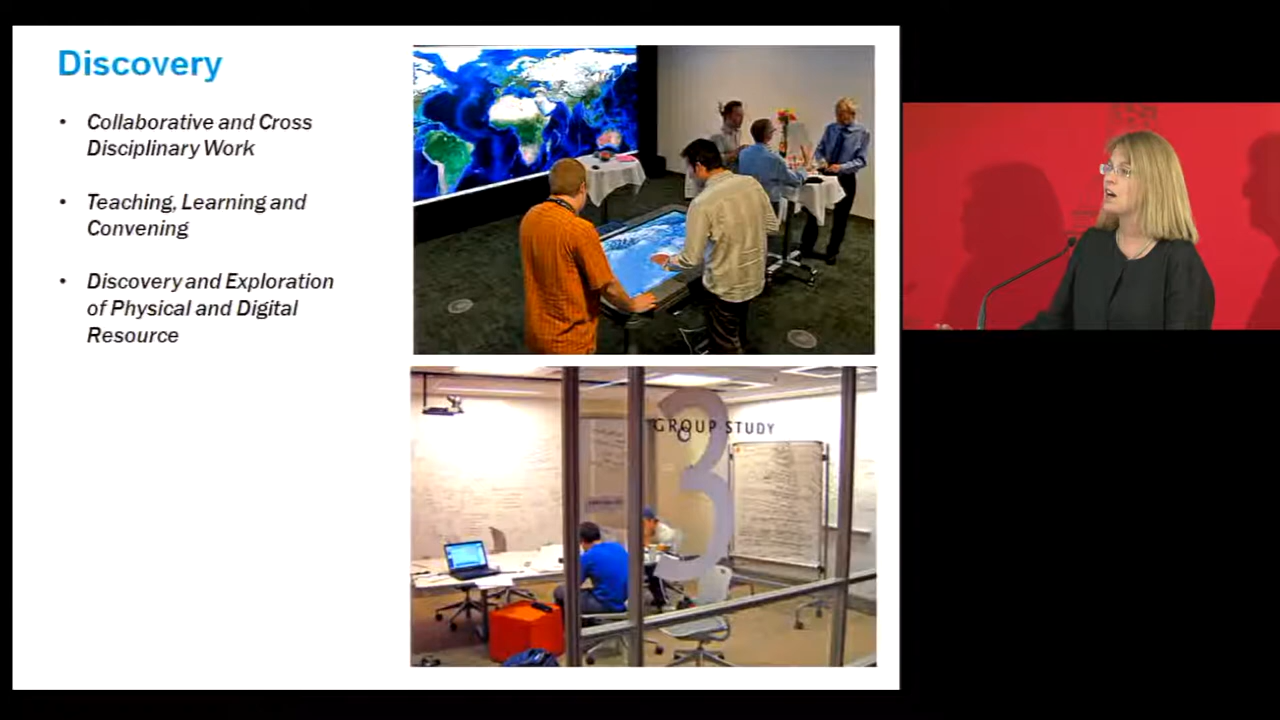 Discovery
• Collaborative and Cross
Disciplinary Work
• Teaching, Learning and
Convening
• Discovery and Exploration
of Physical and Digital
Resource
3
GROUP STUDY